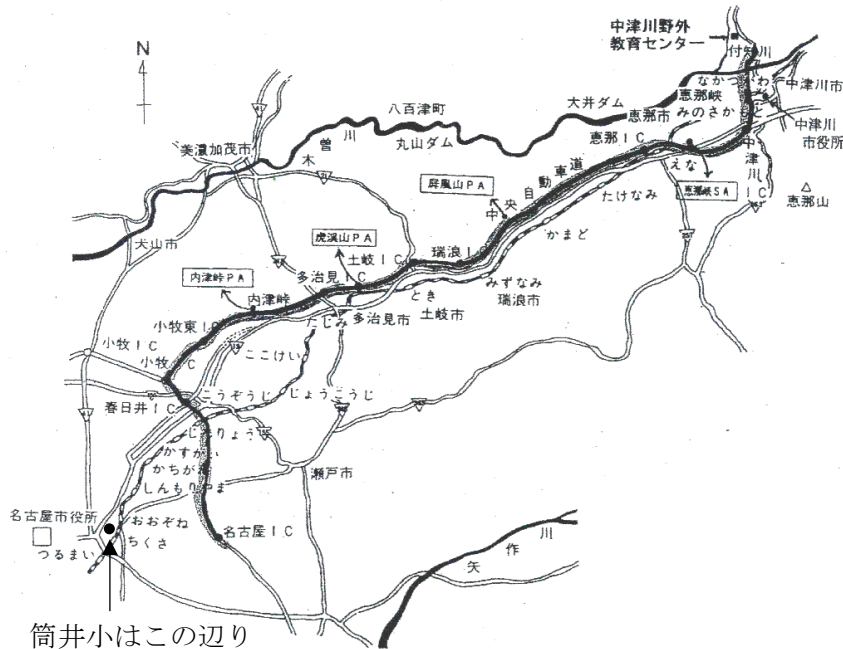 N
中津川野外
教育センター
付知川
なかつがわ
中津川市
八百津町
大井ダム
恵那峡
恵那市
みのさか
中津川
市役所
木曽川
丸山ダム
美濃加茂市
恵那IC
えな
中津川IC
恵那峡SA
恵那山
中央自動車道
屏風山PA
たけなみ
犬山市
虎渓山PA
かまど
瑞浪IC
土岐IC
内津峠PA
多治見IC
みずなみ
瑞浪市
とき
土岐市
内津峠
たじみ
多治見市
小牧東IC
小牧IC
小牧IC
ここけい
こうぞうじ
じょうこうじ
春日井IC
じんりょう
かすがい
かちがわ
瀬戸市
しんもりやま
名古屋市役所
おおぞね
名古屋IC
つるまい
ちくさ
矢作川
筒井小はこの辺り